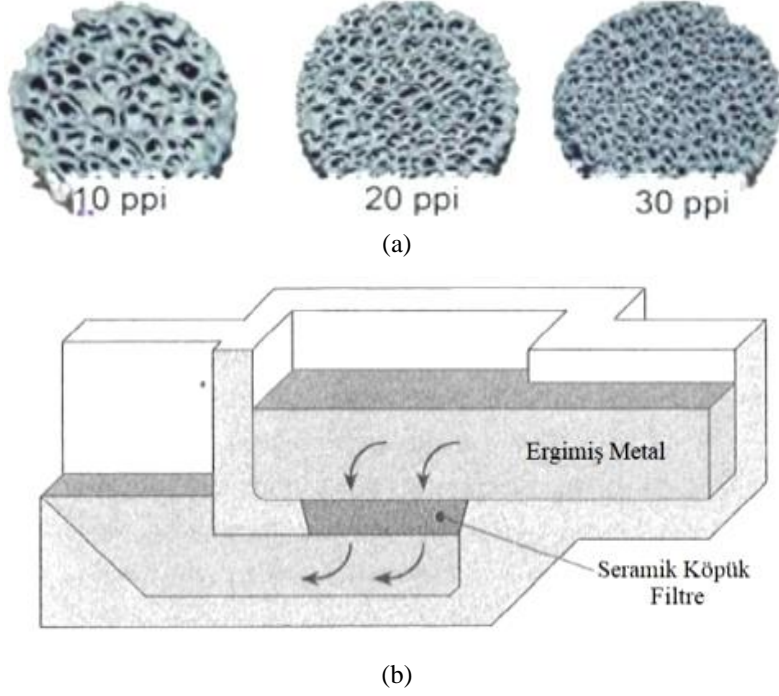 10 ppi 20 ppi 30 ppi
(a)
Ergimiş Metal
Seramik Köpük
Filtre
(b)